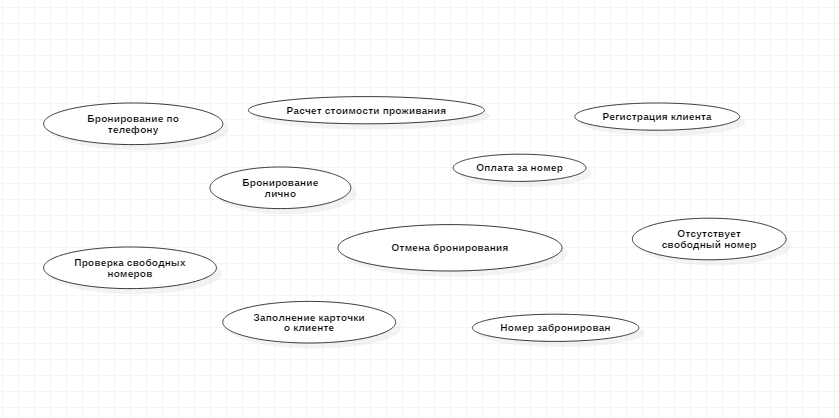 Бронирование по
телефону
Расчет стоимости проживания
Регистрация клиента
Бронирование
лично
Оплата за номер
Проверка свободных
номеров
Отмена бронирования
Отсутствует
свободный номер
Заполнение карточки
о клиенте
Номер забронирован